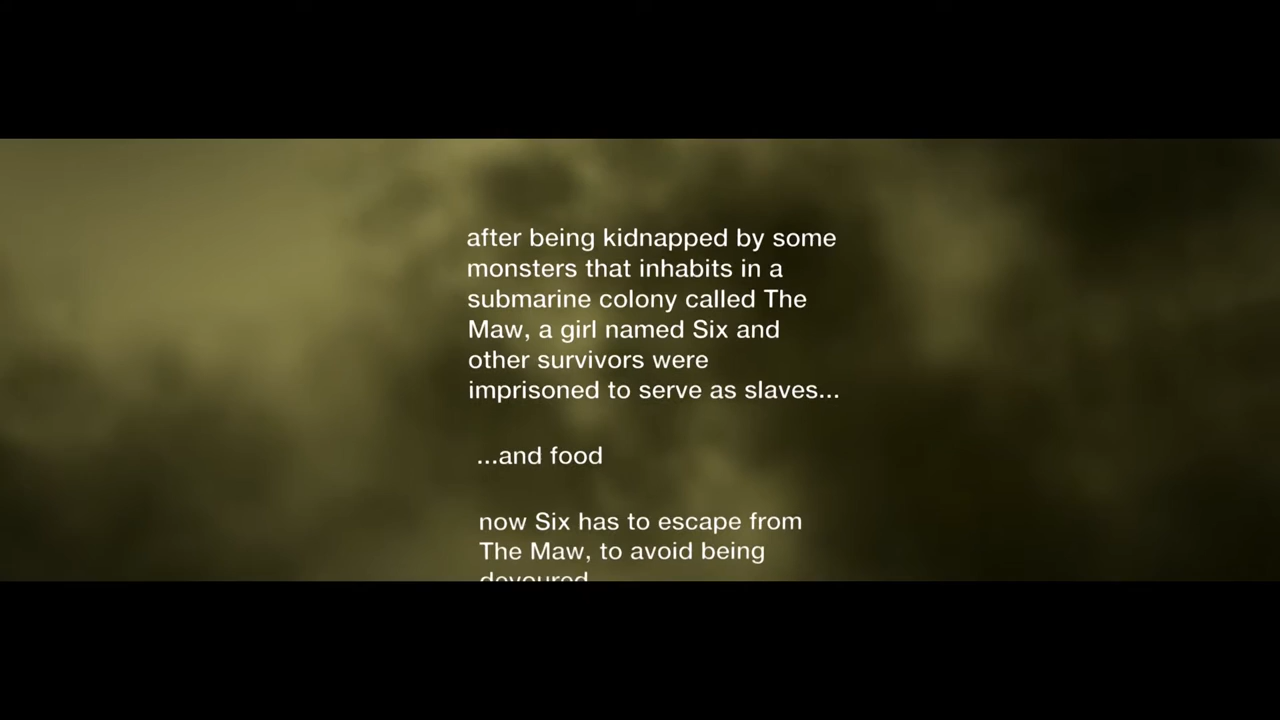 after being kidnapped by some
monsters that inhabits in a
submarine colony called The
Maw, a girl named Six and
other survivors were
imprisoned to serve as slaves...
...and food
now Six has to escape from
The Maw, to avoid being
devoured